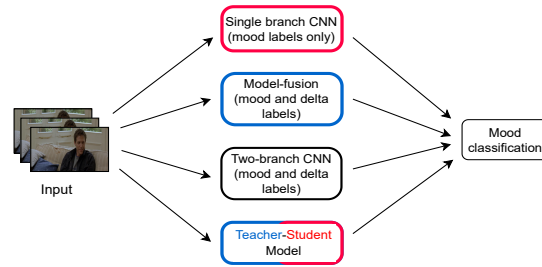 Single branch CNN
(mood labels only)
Model-fusion
(mood and delta
labels)
Input
Mood
classification
Two-branch CNN
(mood and delta
labels)
Teacher-Student
Model